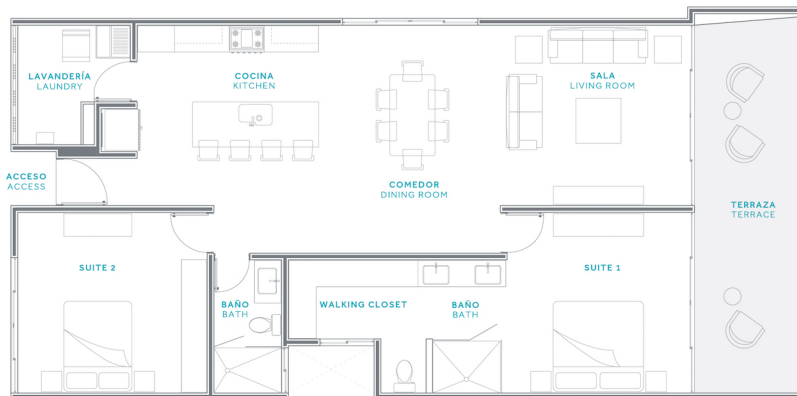 LAVANDERÍA
LAUNDRY
COCINA
KITCHEN
SALA
LIVING ROOM
ACCESO
ACCESS
COMEDOR
DINING ROOM
TERRAZA
TERRACE
SUITE 2
SUITE 1
BAÑO
BATH
WALKING CLOSET
BAÑO
BATH